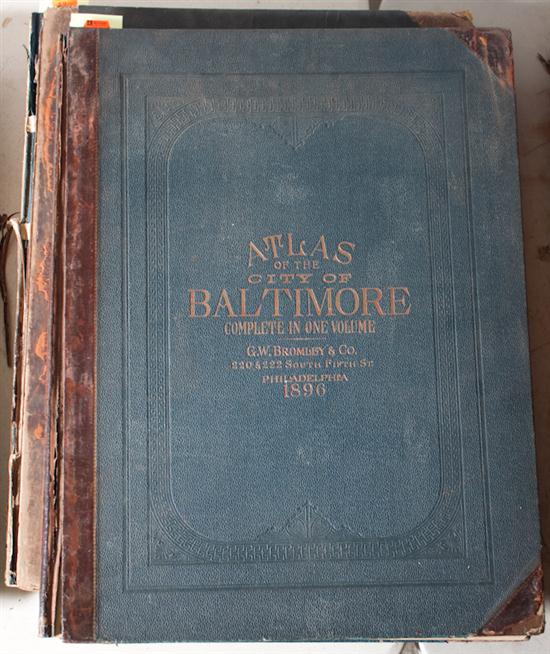 ATLAS
OF THE
CITY OF
BALTIMORE
COMPLETE IN ONE VOLUME
G.W. BROMLEY & CO.
220 & 222 SOUTH FIFTH ST.
PHILADELPHIA
1896